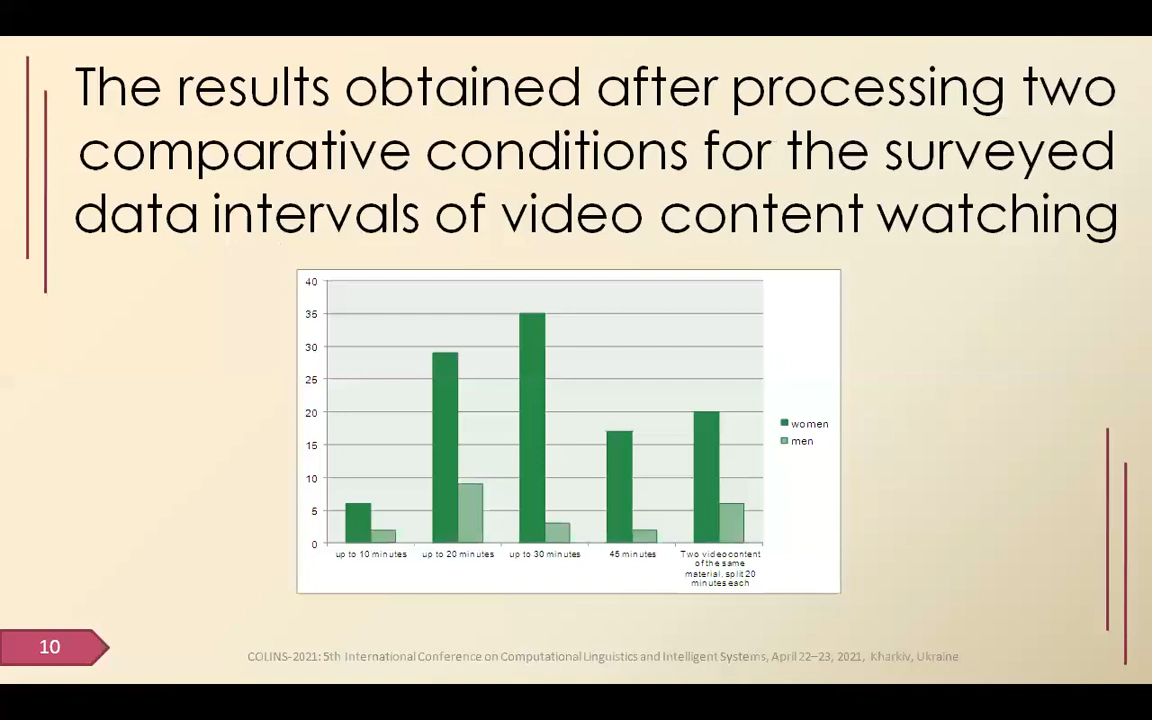 The results obtained after processing two
comparative conditions for the surveyed
data intervals of video content watching
40
35
30
25
20
15
10
5
0
women
men
up to 10 minutes
up to 20 minutes
up to 30 minutes
45 minutes
Two videocontent
of the same
material, split 20
minutes each
10
COLINS-2021: 5th International Conference on Computational Linguistics and Intelligent Systems, April 22–23, 2021, Kharkiv, Ukraine